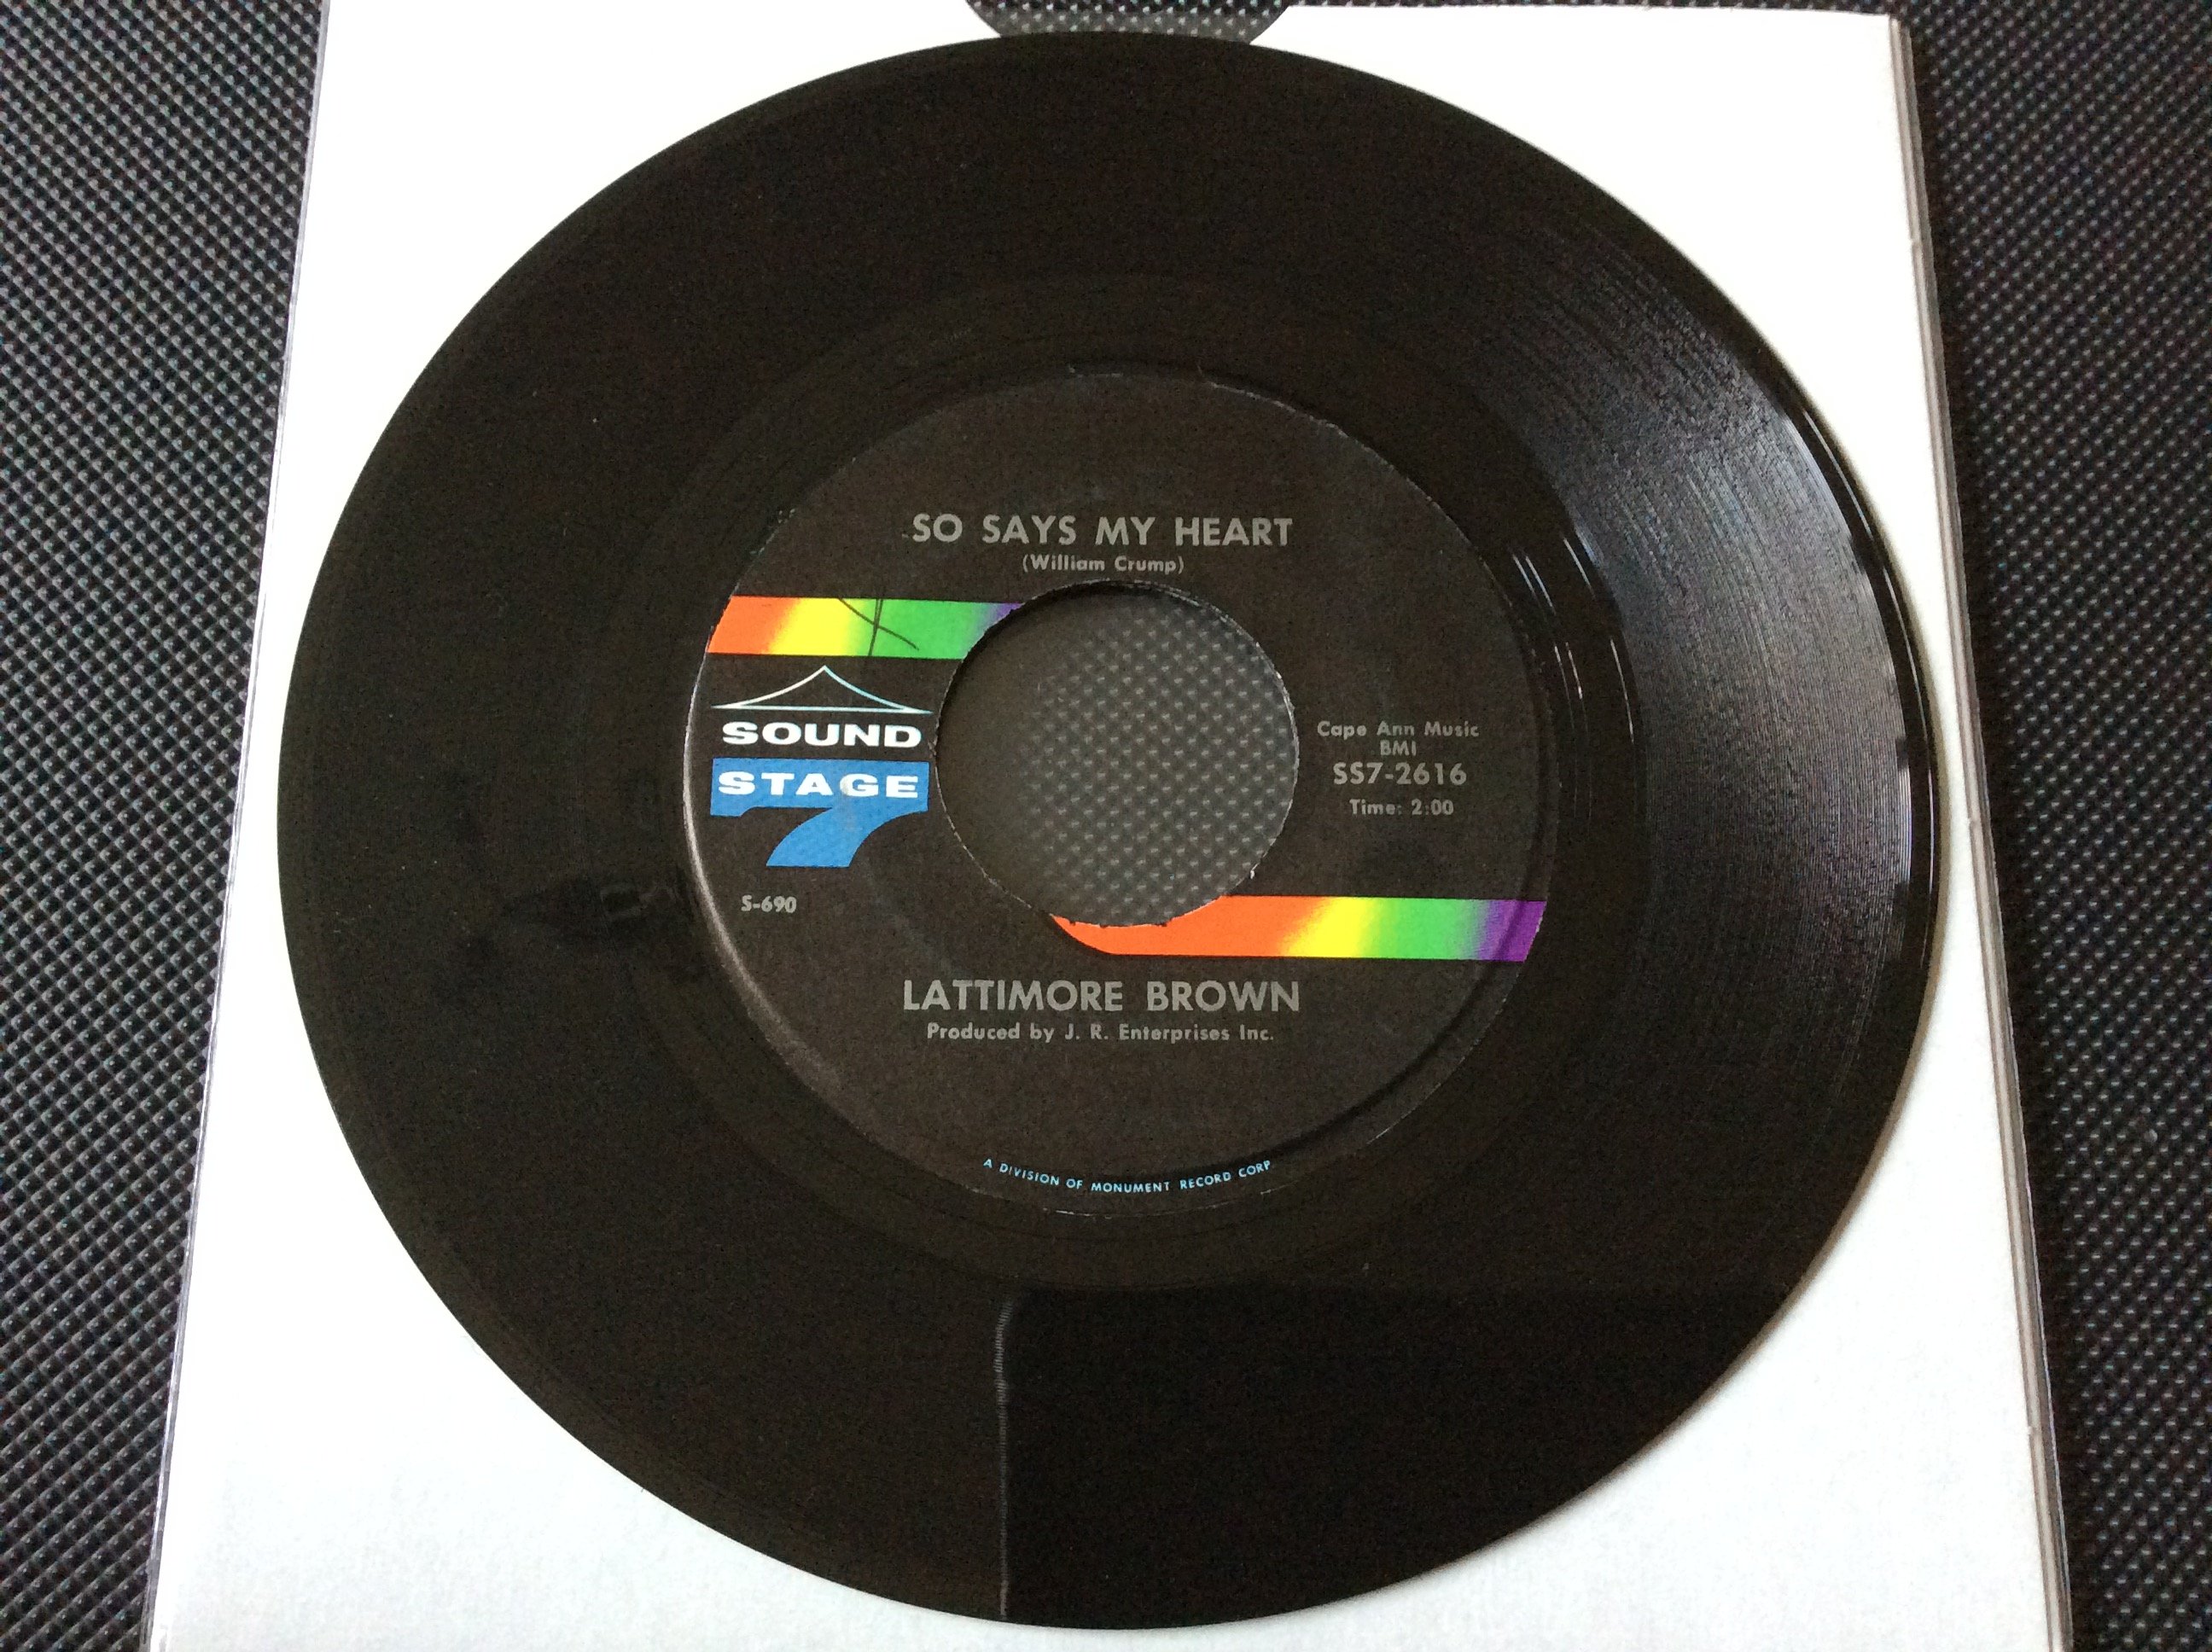 SO SAYS MY HEART
(William Crump)
SOUND
STAGE
7
Cape Ann Music
BMI
SS7-2616
Time: 2:00
S-690
LATTIMORE BROWN
Produced by J. R. Enterprises Inc.
A DIVISION OF MONUMENT RECORD CORP